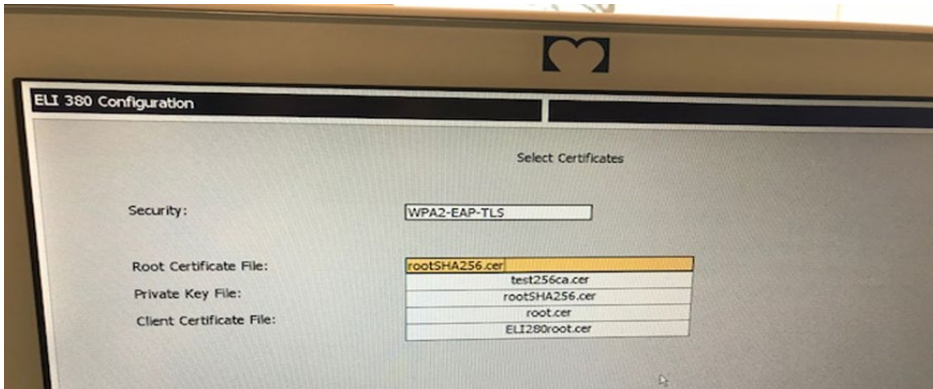 ELI 380 Configuration
Select Certificates
Security: WPA2-EAP-TLS
Root Certificate File: rootSHA256.cer
test256ca.cer
Private Key File: rootSHA256.cer
root.cer
Client Certificate File: ELI280root.cer